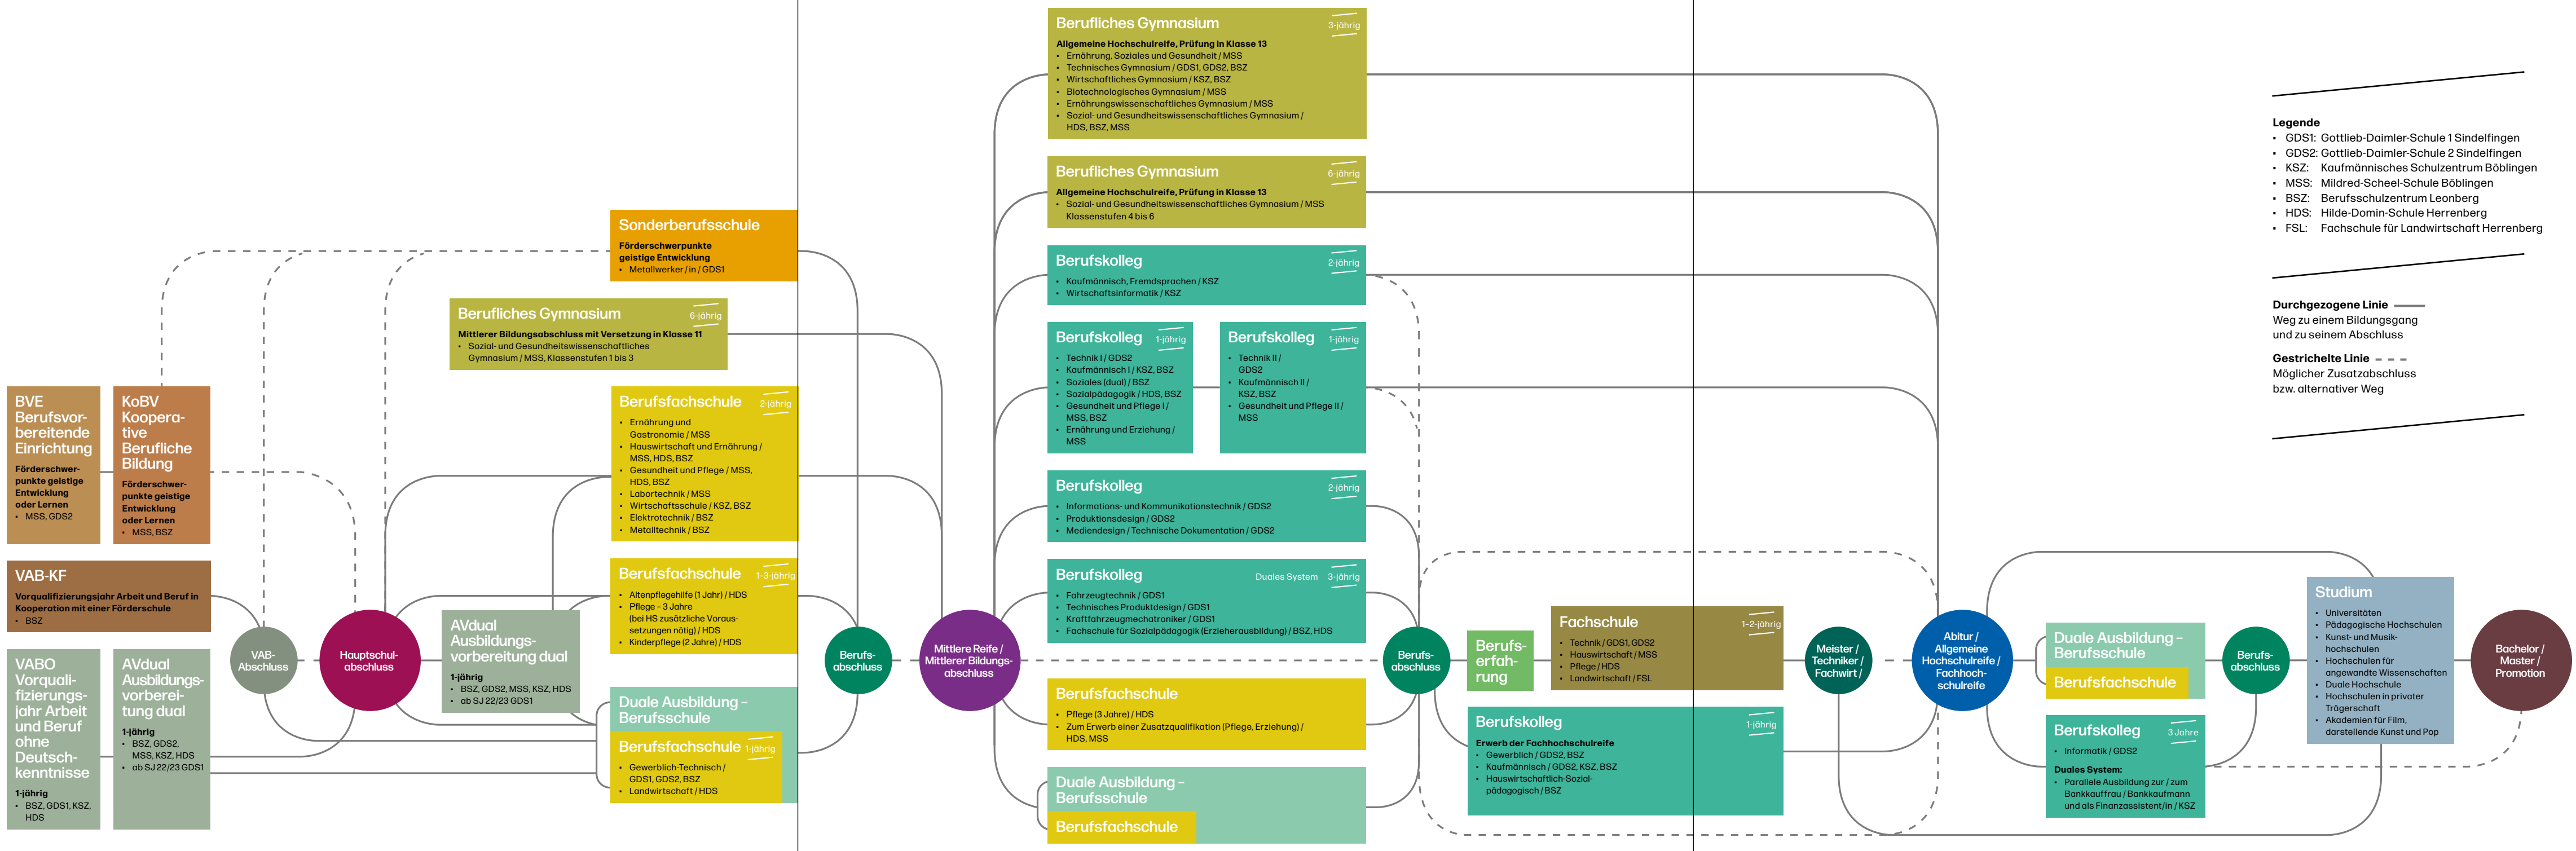 BVE
Berufsvor-
bereitende
Einrichtung
Förderschwer-
punkte geistige
Entwicklung
oder Lernen
• MSS, GDS2
KoBV
Koopera-
tive
Berufliche
Bildung
Förderschwer-
punkte geistige
Entwicklung
oder Lernen
• MSS, BSZ
VAB-KF
Vorqualifizierungsjahr Arbeit und Beruf in
Kooperation mit einer Förderschule
• BSZ
VABO
Vorquali-
fizierungs-
jahr Arbeit
und Beruf
ohne
Deutsch-
kenntnisse
1-jährig
• BSZ, GDS1, KSZ,
HDS
AVdual
Ausbildungs-
vorberei-
tung dual
1-jährig
• BSZ, GDS2,
MSS, KSZ, HDS
• ab SJ 22/23 GDS1
VAB-
Abschluss
Hauptschul-
abschluss
AVdual
Ausbildungs-
vorbereitung dual
1-jährig
• BSZ, GDS2, MSS, KSZ, HDS
• ab SJ 22/23 GDS1
Sonderberufsschule
Förderschwerpunkte
geistige Entwicklung
• Metallwerker / in / GDS1
Berufliches Gymnasium
6-jährig
Mittlerer Bildungsabschluss mit Versetzung in Klasse 11
• Sozial- und Gesundheitswissenschaftliches
Gymnasium / MSS, Klassenstufen 1 bis 3
Berufsfachschule
2-jährig
• Ernährung und
Gastronomie / MSS
• Hauswirtschaft und Ernährung /
MSS, HDS, BSZ
• Gesundheit und Pflege / MSS,
HDS, BSZ
• Labortechnik / MSS
• Wirtschaftsschule / KSZ, BSZ
• Elektrotechnik / BSZ
• Metalltechnik / BSZ
Berufsfachschule
1-3-jährig
• Altenpflegehilfe (1 Jahr) / HDS
• Pflege – 3 Jahre
(bei HS zusätzliche Voraus-
setzungen nötig) / HDS
• Kinderpflege (2 Jahre) / HDS
Duale Ausbildung –
Berufsschule
Berufsfachschule
1-jährig
• Gewerblich-Technisch /
GDS1, GDS2, BSZ
• Landwirtschaft / HDS
Berufs-
abschluss
Mittlere Reife /
Mittlerer Bildungs-
abschluss
Berufliches Gymnasium
3-jährig
Allgemeine Hochschulreife, Prüfung in Klasse 13
• Ernährung, Soziales und Gesundheit / MSS
• Technisches Gymnasium / GDS1, GDS2, BSZ
• Wirtschaftliches Gymnasium / KSZ, BSZ
• Biotechnologisches Gymnasium / MSS
• Ernährungswissenschaftliches Gymnasium / MSS
• Sozial- und Gesundheitswissenschaftliches Gymnasium /
HDS, BSZ, MSS
Berufliches Gymnasium
6-jährig
Allgemeine Hochschulreife, Prüfung in Klasse 13
• Sozial- und Gesundheitswissenschaftliches Gymnasium / MSS
Klassenstufen 4 bis 6
Berufskolleg
2-jährig
• Kaufmännisch, Fremdsprachen / KSZ
• Wirtschaftsinformatik / KSZ
Berufskolleg
1-jährig
• Technik I / GDS2
• Kaufmännisch I / KSZ, BSZ
• Soziales (dual) / BSZ
• Sozialpädagogik / HDS, BSZ
• Gesundheit und Pflege I /
MSS, BSZ
• Ernährung und Erziehung /
MSS
Berufskolleg
1-jährig
• Technik II /
GDS2
• Kaufmännisch II /
KSZ, BSZ
• Gesundheit und Pflege II /
MSS
Berufskolleg
2-jährig
• Informations- und Kommunikationstechnik / GDS2
• Produktionsdesign / GDS2
• Mediendesign / Technische Dokumentation / GDS2
Berufskolleg
Duales System 3-jährig
• Fahrzeugtechnik / GDS1
• Technisches Produktdesign / GDS1
• Kraftfahrzeugmechatroniker / GDS1
• Fachschule für Sozialpädagogik (Erzieherausbildung) / BSZ, HDS
Berufsfachschule
• Pflege (3 Jahre) / HDS
• Zum Erwerb einer Zusatzqualifikation (Pflege, Erziehung) /
HDS, MSS
Duale Ausbildung –
Berufsschule
Berufsfachschule
Berufs-
abschluss
Berufs-
erfah-
rung
Fachschule
1-2-jährig
• Technik / GDS1, GDS2
• Hauswirtschaft / MSS
• Pflege / HDS
• Landwirtschaft / FSL
Berufskolleg
1-jährig
Erwerb der Fachhochschulreife
• Gewerblich / GDS2, BSZ
• Kaufmännisch / GDS2, KSZ, BSZ
• Hauswirtschaftlich-Sozial-
pädagogisch / BSZ
Meister /
Techniker /
Fachwirt /
Abitur /
Allgemeine
Hochschulreife /
Fachhoch-
schulreife
Duale Ausbildung –
Berufsschule
Berufsfachschule
Berufskolleg
3 Jahre
• Informatik / GDS2
Duales System:
• Parallele Ausbildung zur / zum
Bankkauffrau / Bankkaufmann
und als Finanzassistent/in / KSZ
Berufs-
abschluss
Studium
• Universitäten
• Pädagogische Hochschulen
• Kunst- und Musik-
hochschulen
• Hochschulen für
angewandte Wissenschaften
• Duale Hochschule
• Hochschulen in privater
Trägerschaft
• Akademien für Film,
darstellende Kunst und Pop
Bachelor /
Master /
Promotion
Legende
• GDS1: Gottlieb-Daimler-Schule 1 Sindelfingen
• GDS2: Gottlieb-Daimler-Schule 2 Sindelfingen
• KSZ: Kaufmännisches Schulzentrum Böblingen
• MSS: Mildred-Scheel-Schule Böblingen
• BSZ: Berufsschulzentrum Leonberg
• HDS: Hilde-Domin-Schule Herrenberg
• FSL: Fachschule für Landwirtschaft Herrenberg
Durchgezogene Linie
Weg zu einem Bildungsgang
und zu seinem Abschluss
Gestrichelte Linie
Möglicher Zusatzabschluss
bzw. alternativer Weg